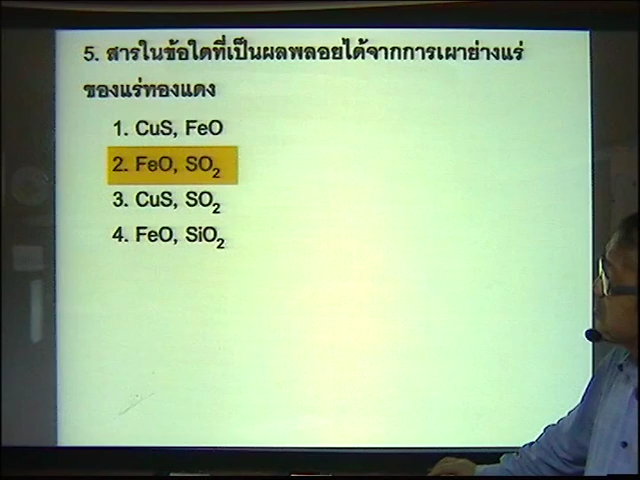 5. สารในข้อใดที่เป็นผลพลอยได้จากการเผาย่างแร่
ของแร่ทองแดง
1. CuS, FeO
2. FeO, SO₂
3. CuS, SO₂
4. FeO, SiO₂